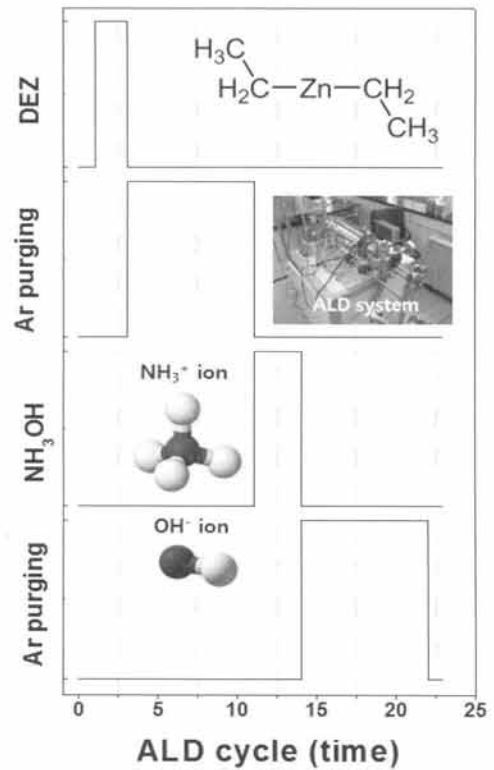 DEZ
H₃C
H₂C—Zn—CH₂
CH₃
Ar purging
ALD system
NH₃⁺ ion
NH₃OH
OH⁻ ion
Ar purging
0 5 10 15 20 25
ALD cycle (time)